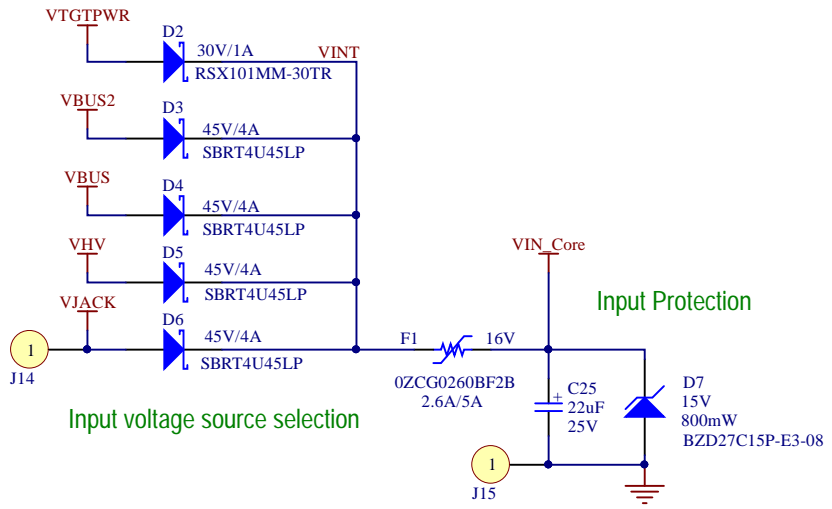 VTGTPWR
D2
30V/1A
VINT
RSX101MM-30TR
VBUS2
D3
45V/4A
SBRT4U45LP
VBUS
D4
45V/4A
SBRT4U45LP
VHV
D5
45V/4A
SBRT4U45LP
VJACK
D6
45V/4A
SBRT4U45LP
1
J14
Input voltage source selection
F1
16V
0ZCG0260BF2B
2.6A/5A
VIN_Core
Input Protection
+
C25
22uF
25V
D7
15V
800mW
BZD27C15P-E3-08
1
J15